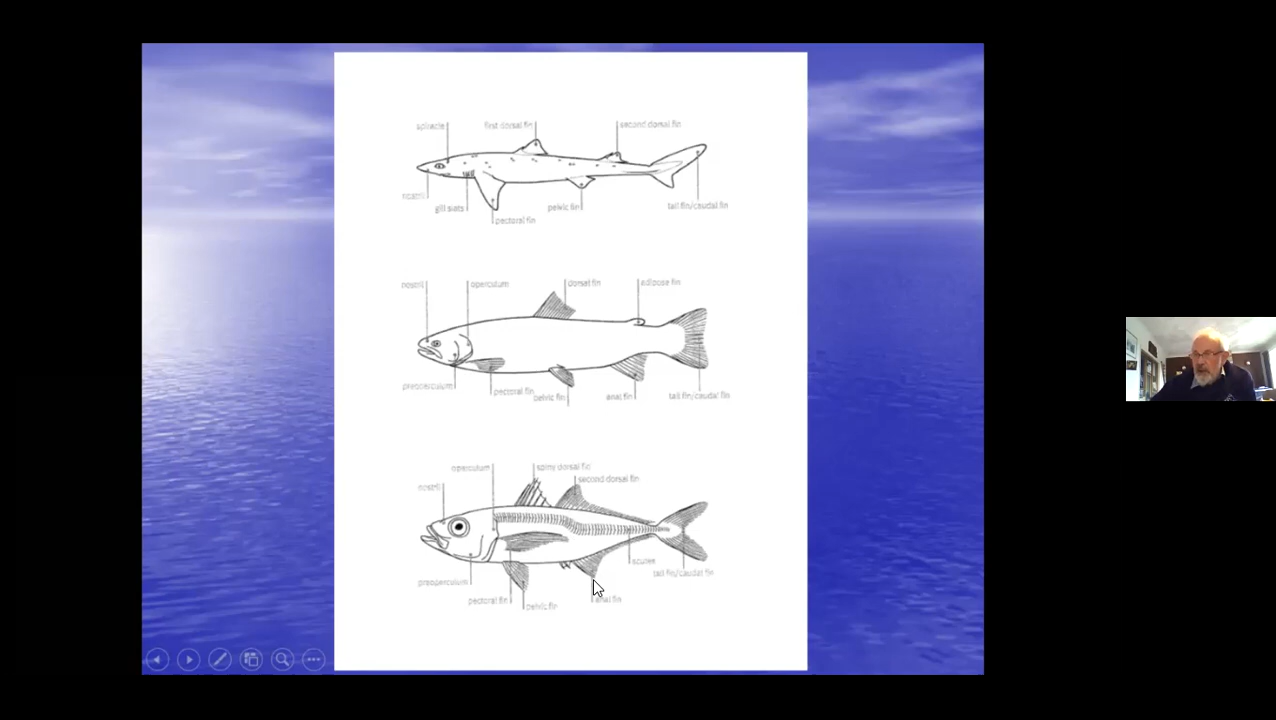 spiracle first dorsal fin second dorsal fin
nostril
gill slats pelvic fin tail fin/caudal fin
pectoral fin
nostril operculum dorsal fin adipose fin
preoperculum pectoral fin pelvic fin anal fin tail fin/caudal fin
operculum spiny dorsal fin
nostril second dorsal fin
scutes
preoperculum tail fin/caudal fin
pectoral fin pelvic fin anal fin